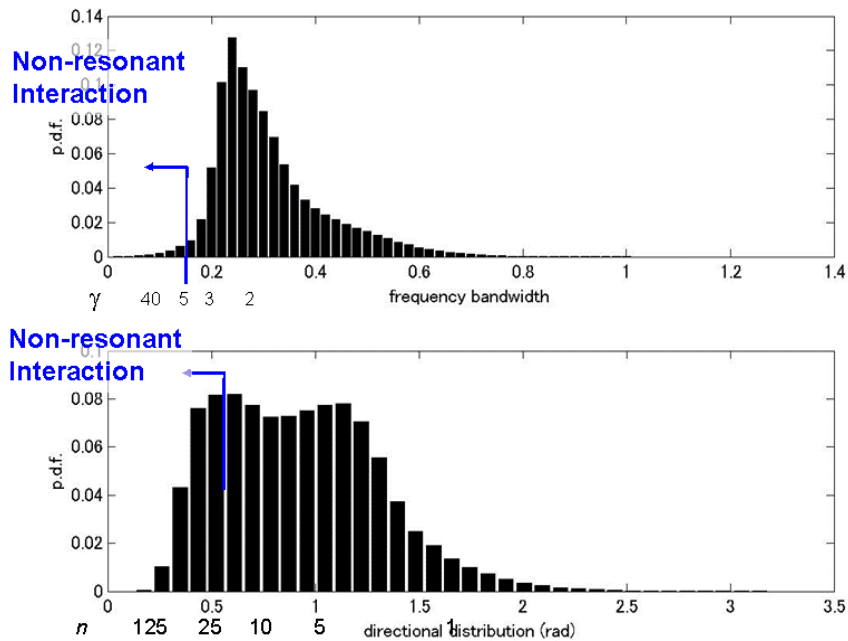 0.14
0.12
Non-resonant
Interaction
0.1
0.08
0.06
0.04
0.02
0
p.d.f.
0 0.2 0.4 0.6 0.8 1 1.2 1.4
γ 40 5 3 2
frequency bandwidth
Non-resonant
Interaction
0.1
0.08
0.06
0.04
0.02
0
p.d.f.
0 0.5 1 1.5 2 2.5 3 3.5
n 125 25 10 5 1
directional distribution (rad)